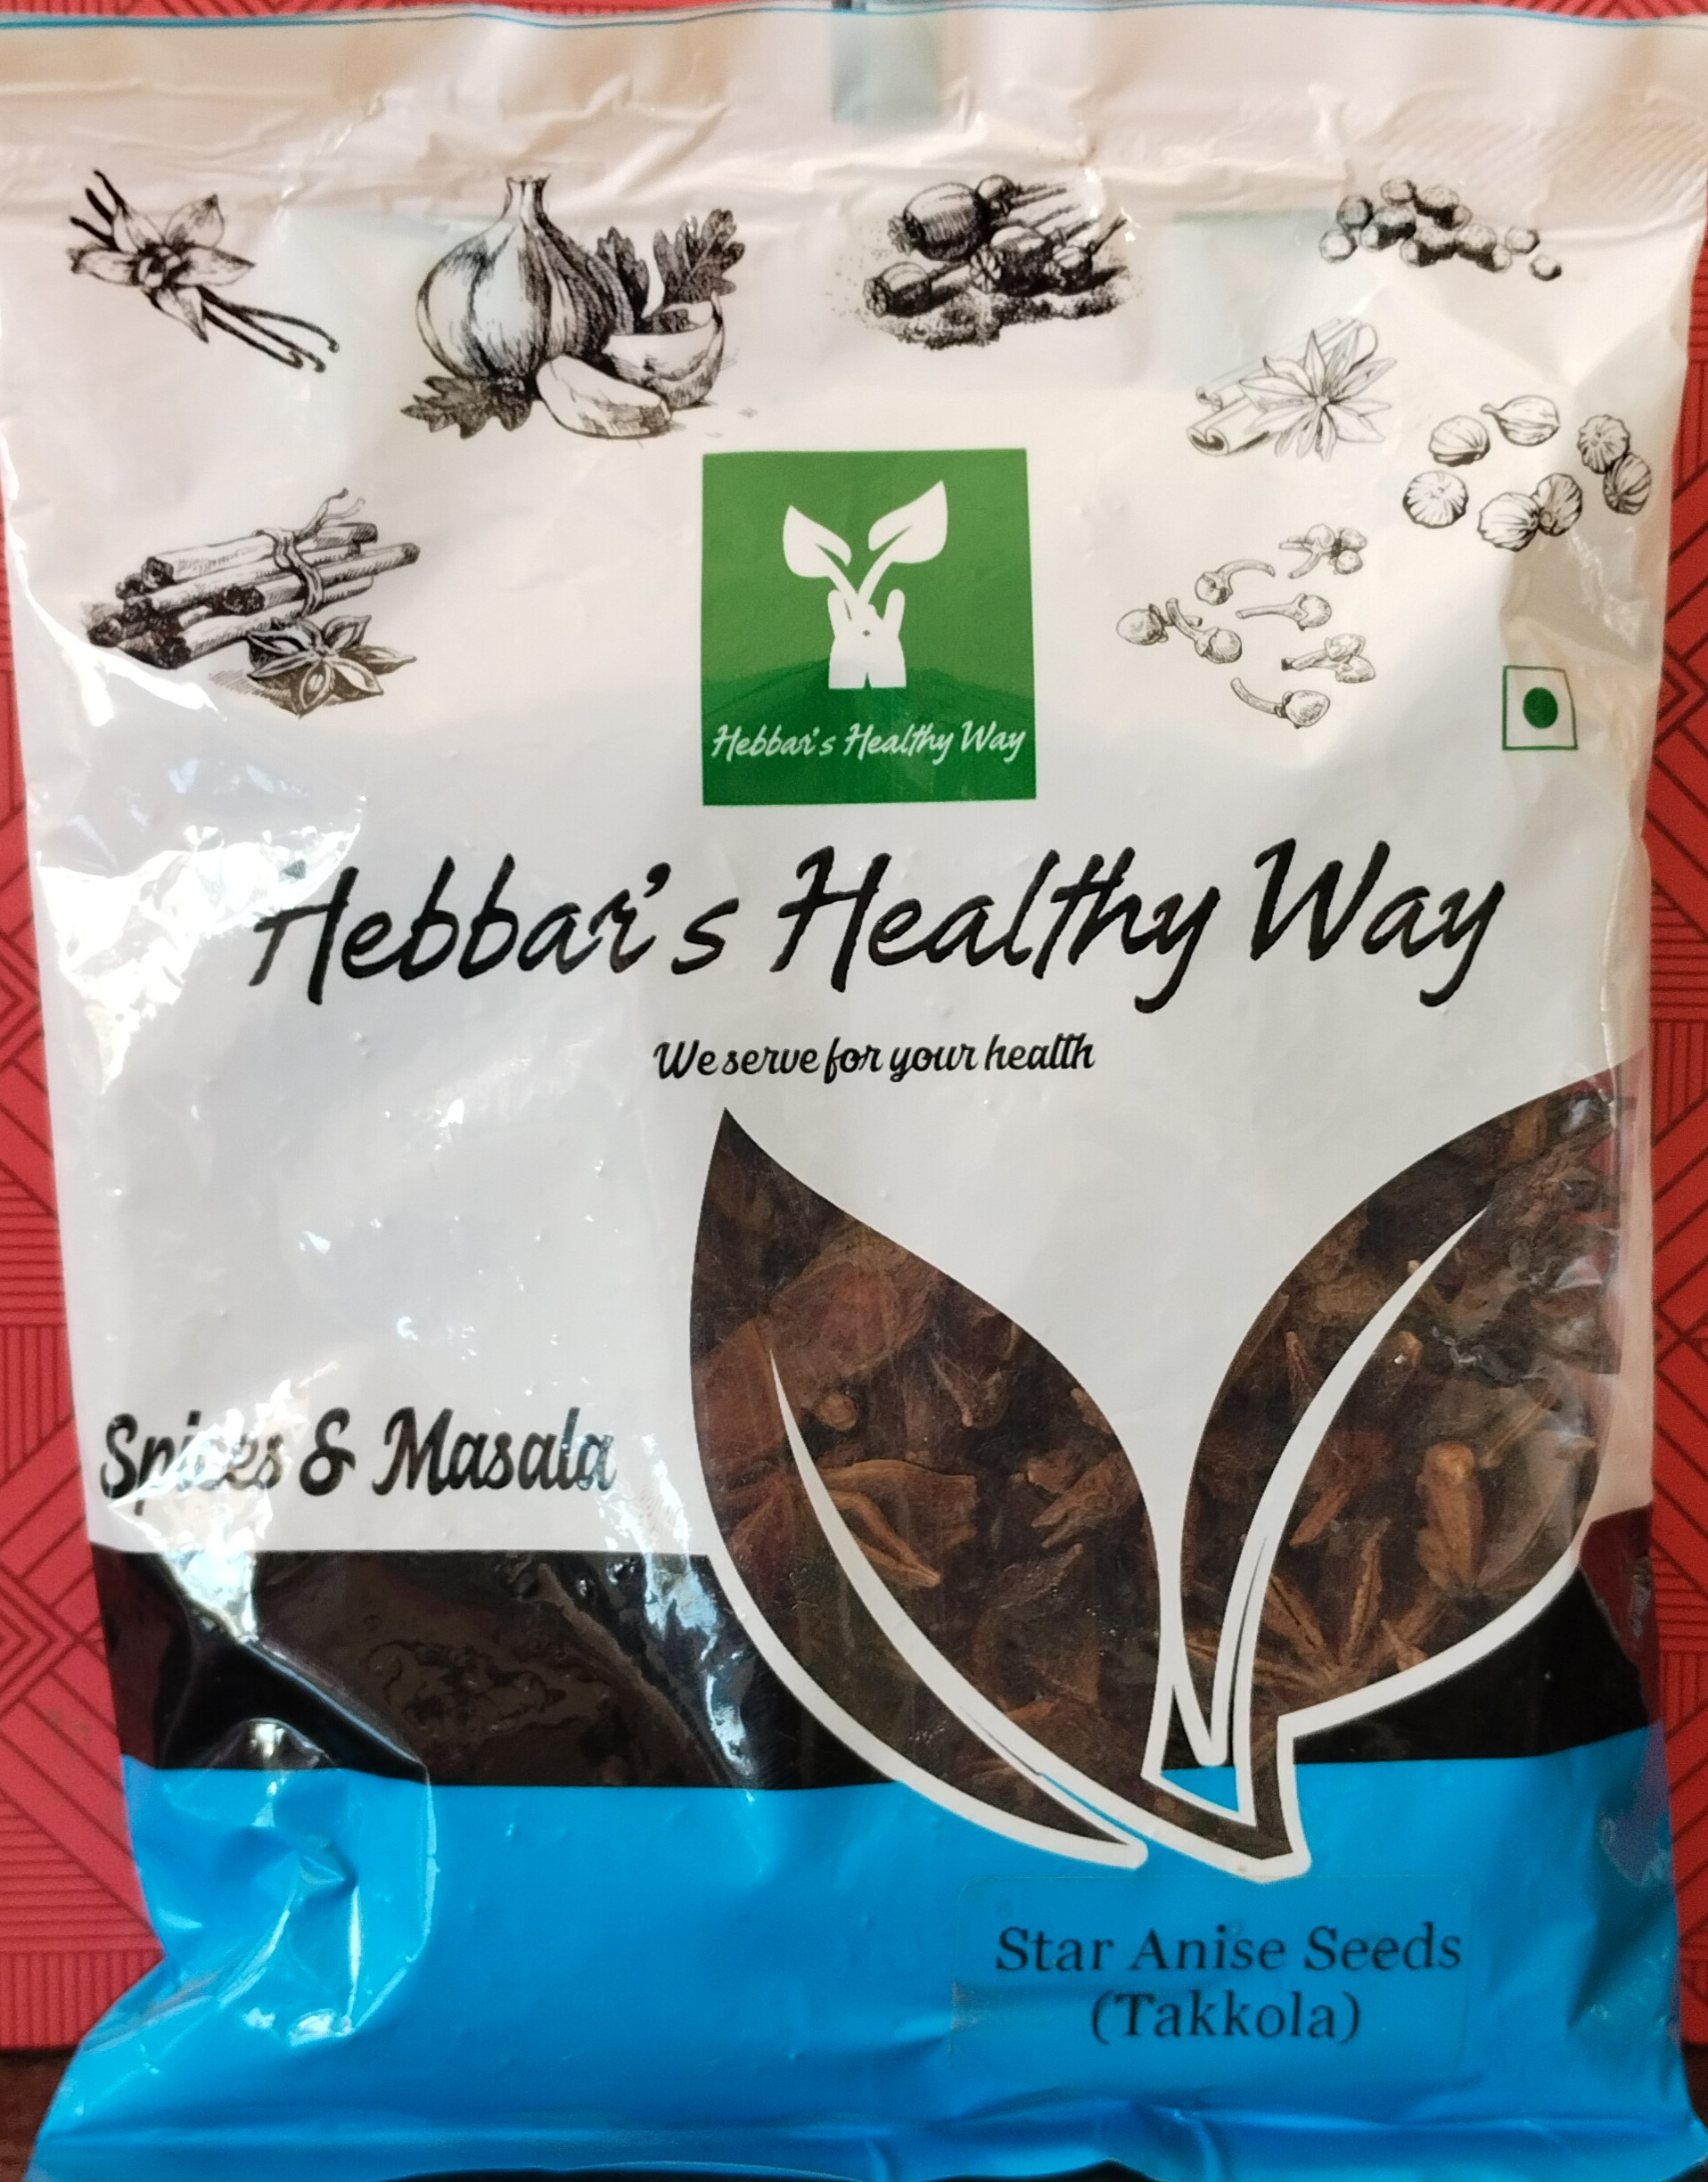 Hebbar's Healthy Way
Hebbar's Healthy Way
We serve for your health
Spices & Masala
Star Anise Seeds
(Takkola)